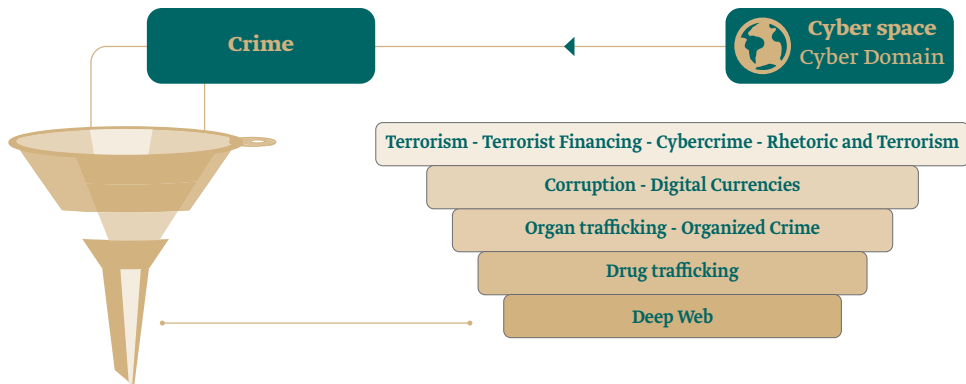 Crime
Cyber space
Cyber Domain
Terrorism - Terrorist Financing - Cybercrime - Rhetoric and Terrorism
Corruption - Digital Currencies
Organ trafficking - Organized Crime
Drug trafficking
Deep Web